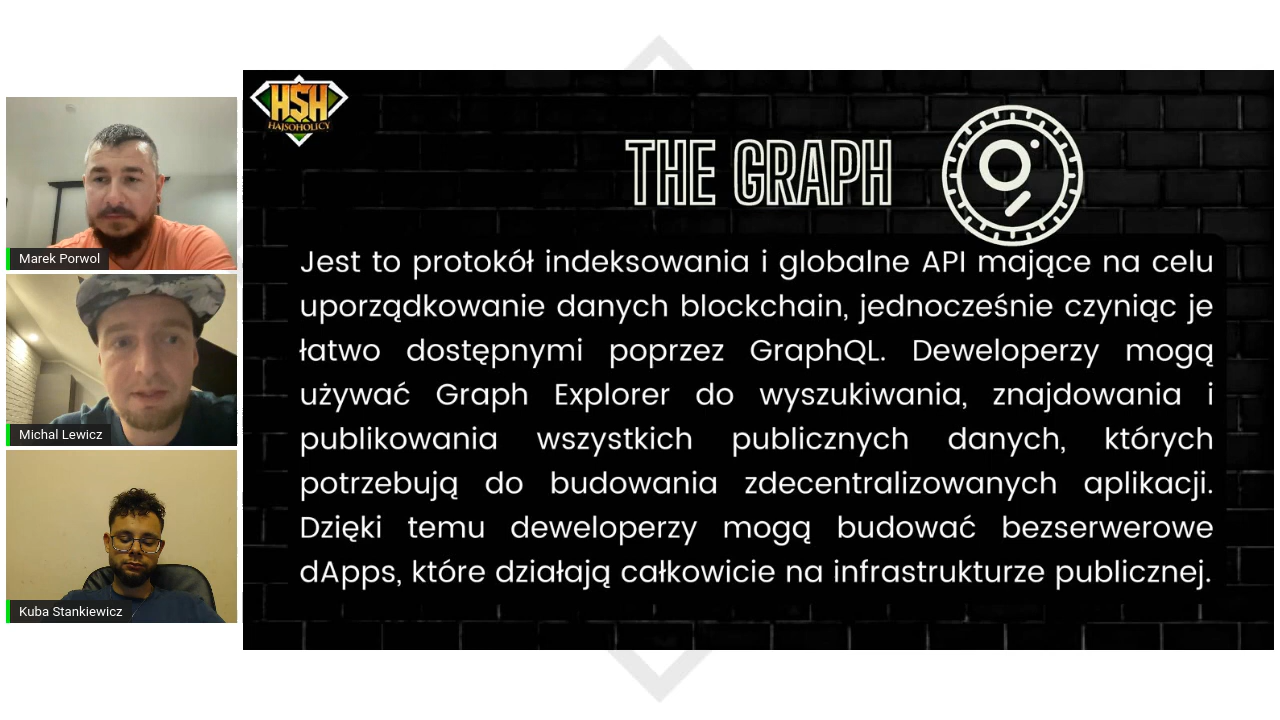 HSH
HAJSOHOLICY
THE GRAPH
Jest to protokół indeksowania i globalne API mające na celu
uporządkowanie danych blockchain, jednocześnie czyniąc je
łatwo dostępnymi poprzez GraphQL. Deweloperzy mogą
używać Graph Explorer do wyszukiwania, znajdowania i
publikowania wszystkich publicznych danych, których
potrzebują do budowania zdecentralizowanych aplikacji.
Dzięki temu deweloperzy mogą budować bezserwerowe
dApps, które działają całkowicie na infrastrukturze publicznej.
Marek Porwol
Michal Lewicz
Kuba Stankiewicz